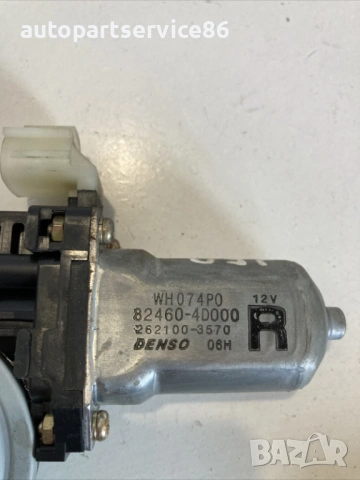 autopartservice86
WH074P0 12V
82460-4D000
262100-3570 R
DENSO 06H
BAZAR